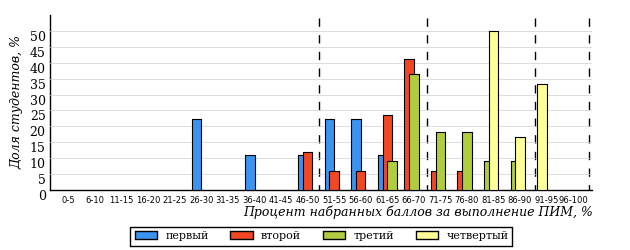 Доля студентов, %
50
45
40
35
30
25
20
15
10
5
0
0-5 6-10 11-15 16-20 21-25 26-30 31-35 36-40 41-45 46-50 51-55 56-60 61-65 66-70 71-75 76-80 81-85 86-90 91-95 96-100
Процент набранных баллов за выполнение ПИМ, %
первый второй третий четвертый